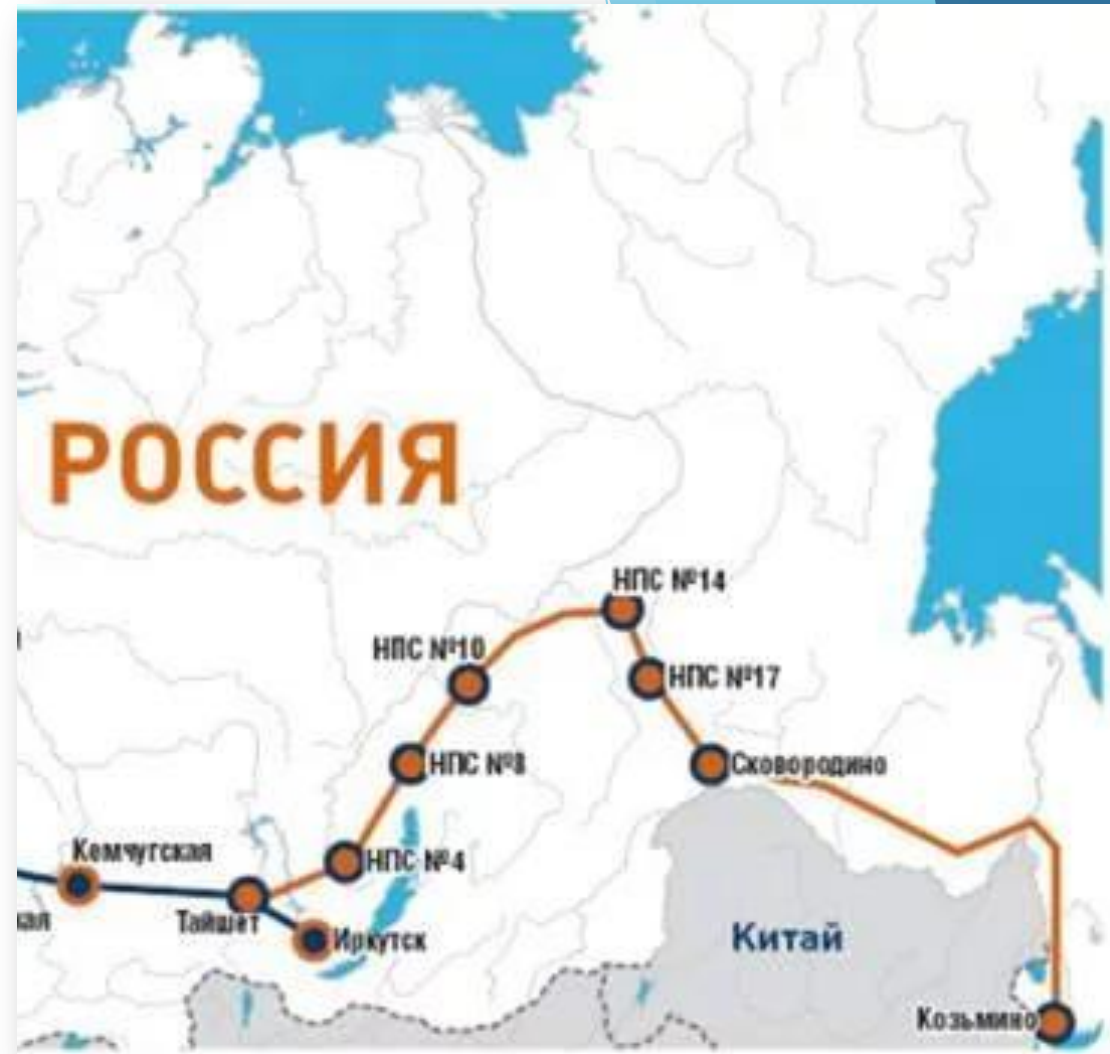 РОССИЯ
НПС №14
НПС №10
НПС №17
НПС №8
Сковородино
Кемчугская
НПС №4
Тайшет
Иркутск
Китай
Козьмино